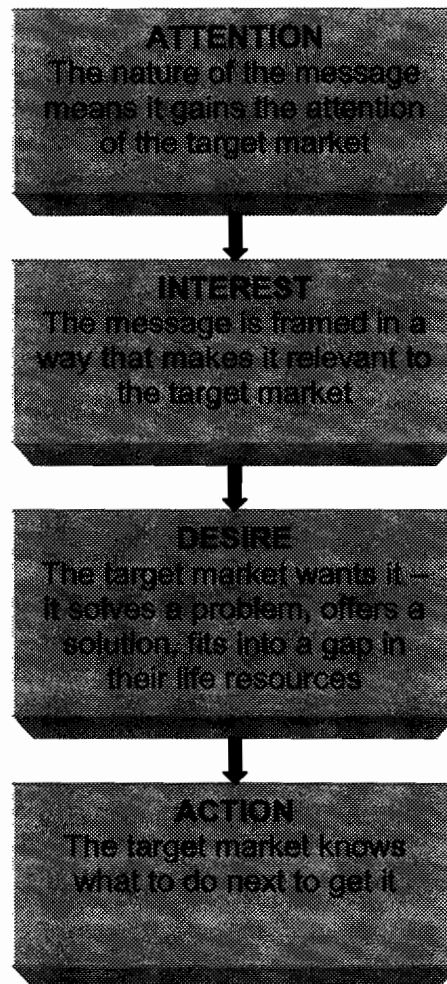 ATTENTION
The nature of the message
means it gains the attention
of the target market
INTEREST
The message is framed in a
way that makes it relevant to
the target market
DESIRE
The target market wants it –
it solves a problem, offers a
solution, fits into a gap in
their life resources
ACTION
The target market knows
what to do next to get it